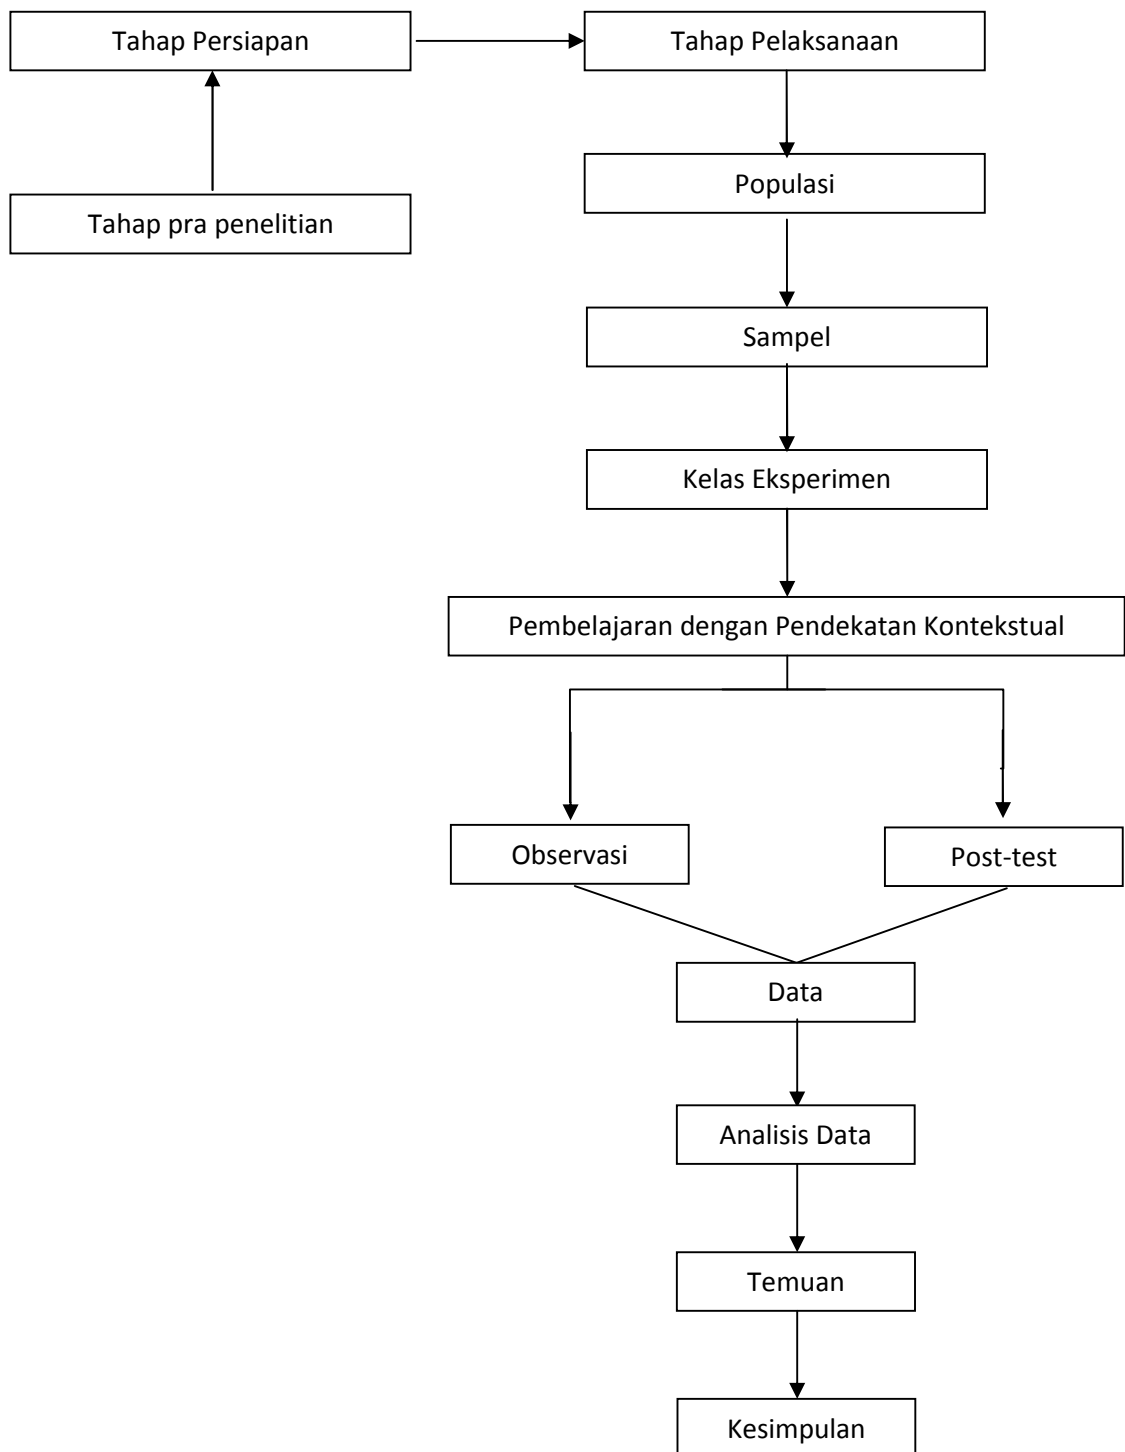 Tahap Persiapan
Tahap Pelaksanaan
Tahap pra penelitian
Populasi
Sampel
Kelas Eksperimen
Pembelajaran dengan Pendekatan Kontekstual
Observasi
Post-test
Data
Analisis Data
Temuan
Kesimpulan